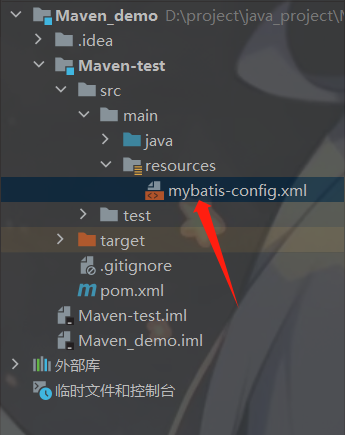 Maven_demo D:\project\java_project\
.idea
Maven-test
src
main
java
resources
mybatis-config.xml
test
target
.gitignore
pom.xml
Maven-test.iml
Maven_demo.iml
外部库
临时文件和控制台